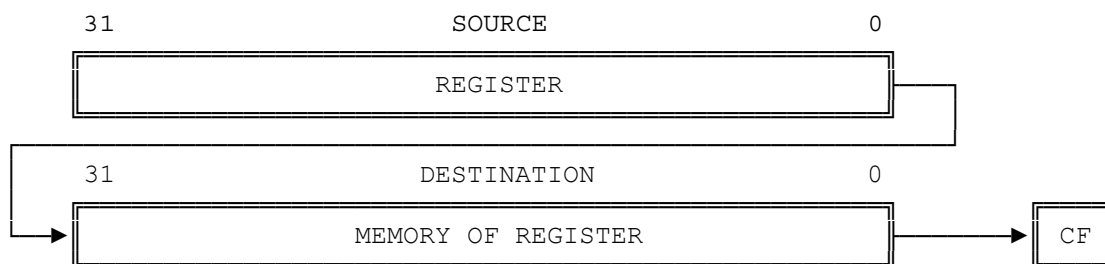 31 SOURCE 0
REGISTER
31 DESTINATION 0
MEMORY OF REGISTER CF